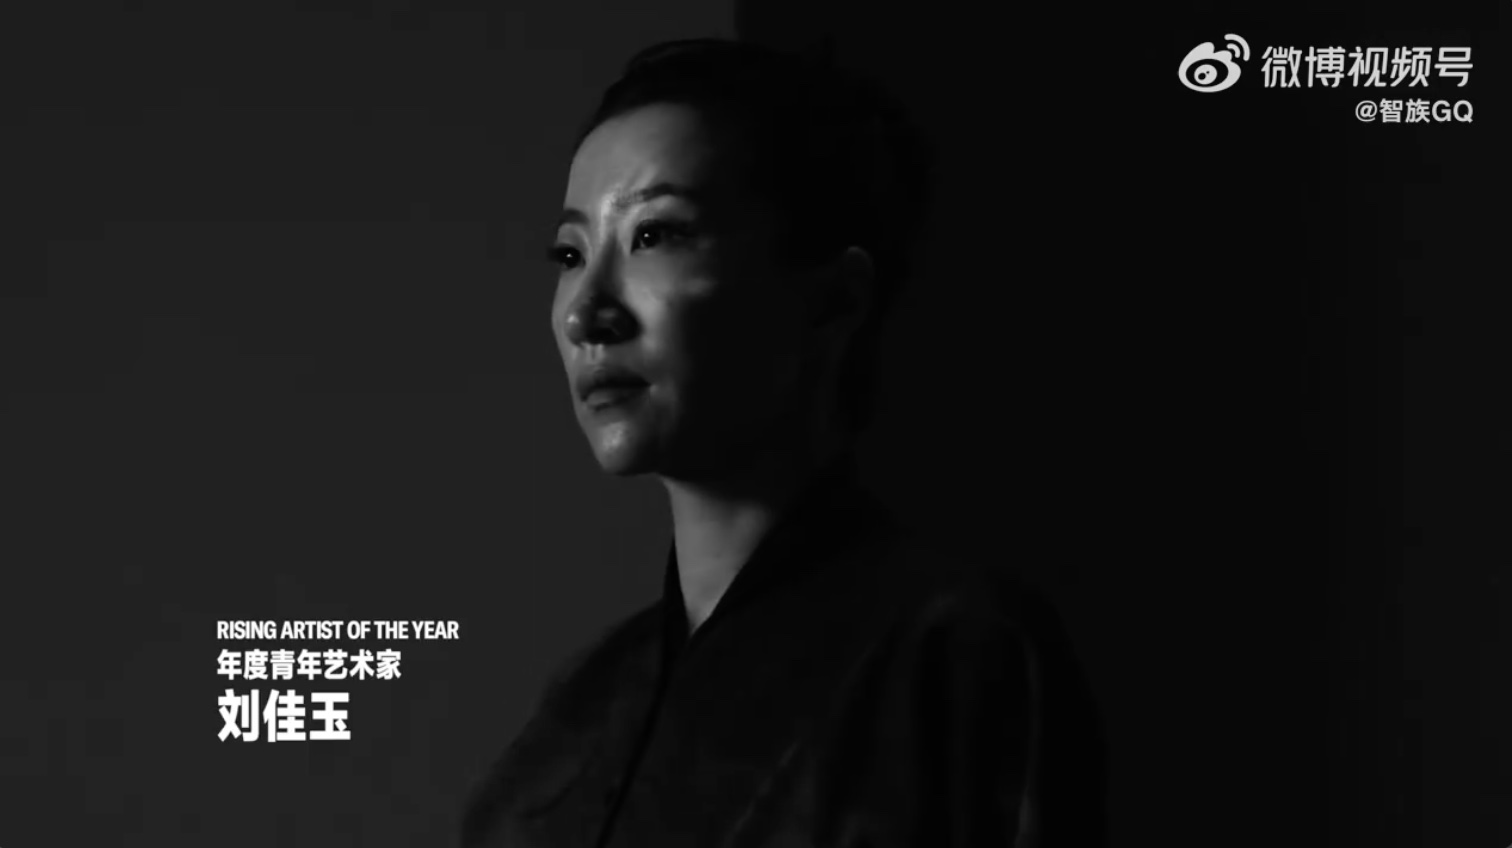 微博视频号
@智族GQ
RISING ARTIST OF THE YEAR
年度青年艺术家
刘佳玉